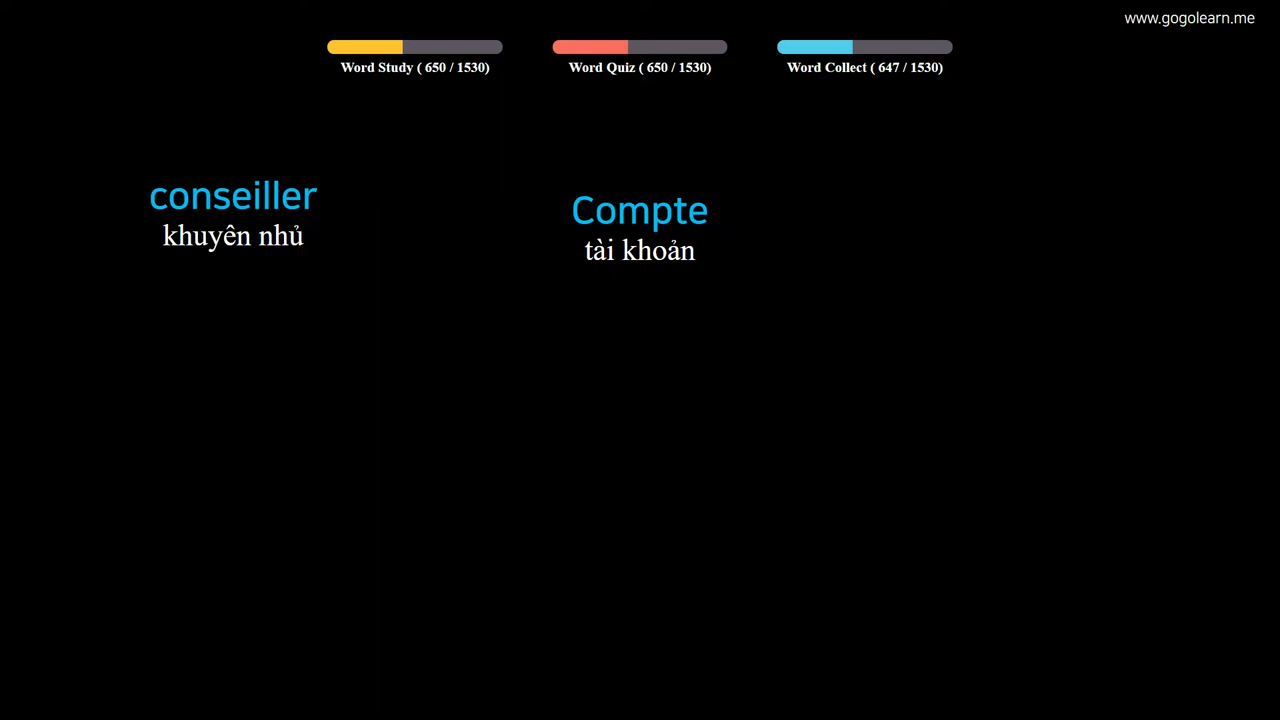 www.gogolearn.me
Word Study ( 650 / 1530)
Word Quiz ( 650 / 1530)
Word Collect ( 647 / 1530)
conseiller
khuyên nhủ
Compte
tài khoản